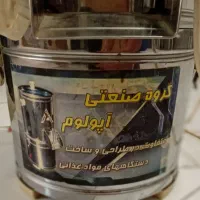 گروه صنعتی
آپولوم
طراحی و ساخت
دستگاههای مواد غذایی